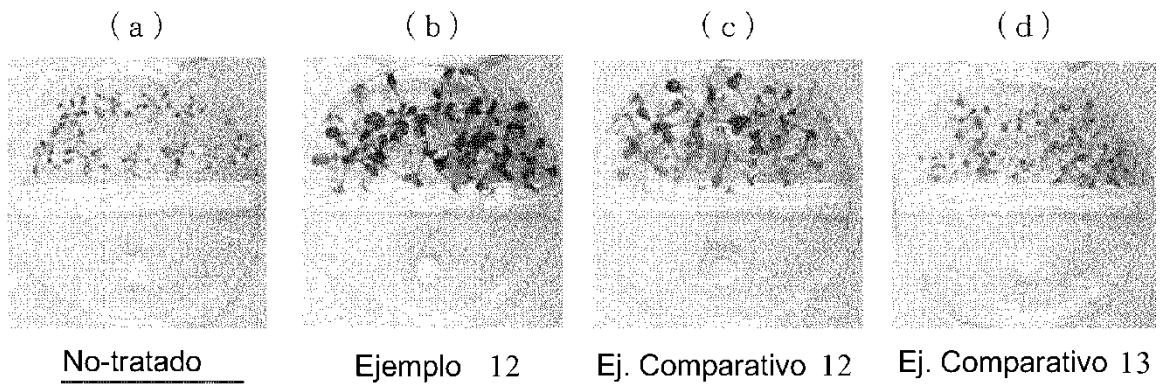 (a) (b) (c) (d)
No-tratado Ejemplo 12 Ej. Comparativo 12 Ej. Comparativo 13